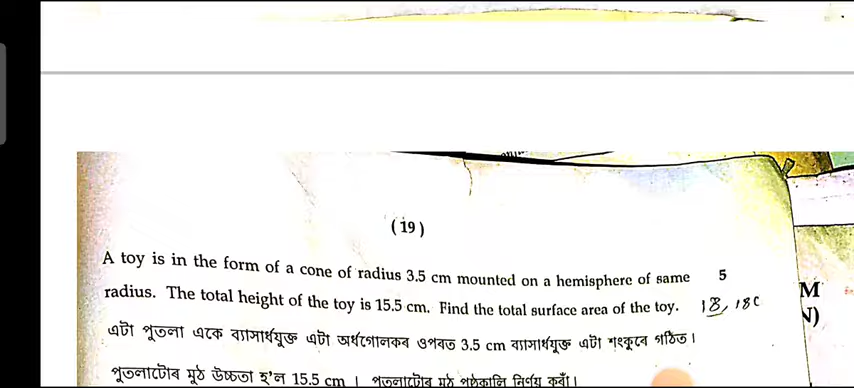 ( 19 )
A toy is in the form of a cone of radius 3.5 cm mounted on a hemisphere of same 5
radius. The total height of the toy is 15.5 cm. Find the total surface area of the toy. 18, 180
এটা পুতলা একে ব্যাসাৰ্ধযুক্ত এটা অৰ্ধগোলকৰ ওপৰত 3.5 cm ব্যাসাৰ্ধযুক্ত এটা শংকুৰে গঠিত।
পুতলাটোৰ মুঠ উচ্চতা হ'ল 15.5 cm । পুতলাটোৰ মুঠ পৃষ্ঠকালি নিৰ্ণয় কৰাঁ।
M
N)